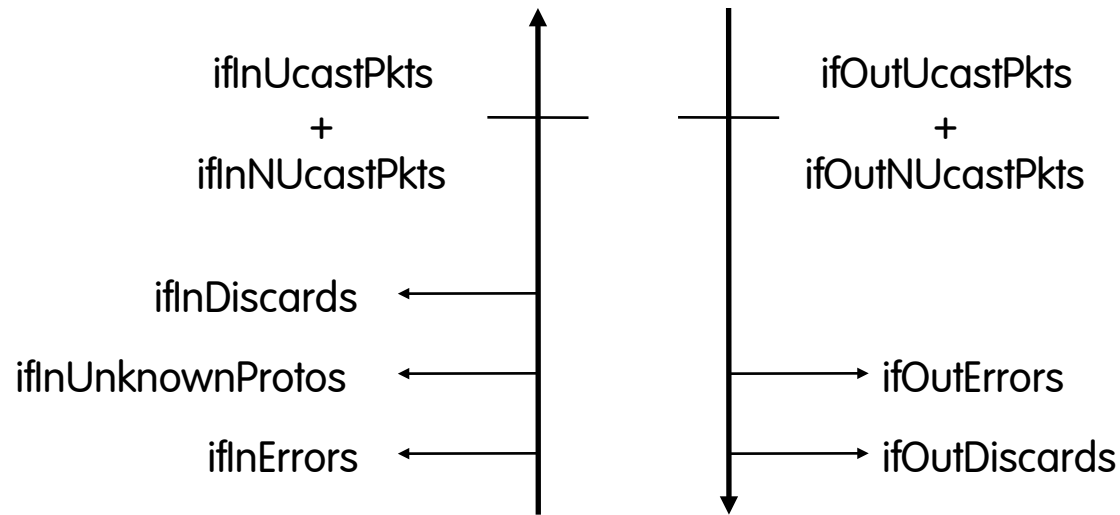 ifInUcastPkts
+
ifInNUcastPkts
ifInDiscards
ifInUnknownProtos
ifInErrors
ifOutUcastPkts
+
ifOutNUcastPkts
ifOutErrors
ifOutDiscards